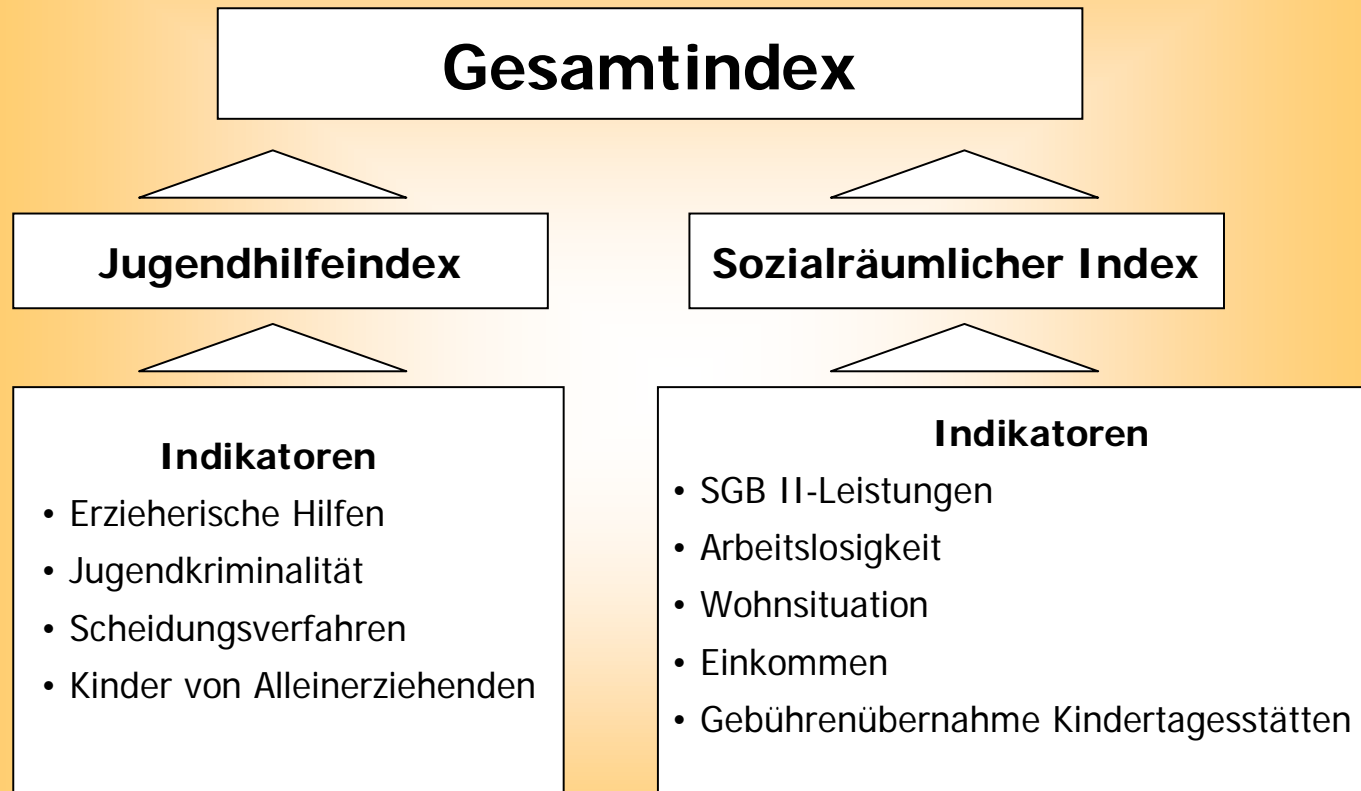 Gesamtindex
Jugendhilfeindex
Sozialräumlicher Index
Indikatoren
• Erzieherische Hilfen
• Jugendkriminalität
• Scheidungsverfahren
• Kinder von Alleinerziehenden
Indikatoren
• SGB II-Leistungen
• Arbeitslosigkeit
• Wohnsituation
• Einkommen
• Gebührenübernahme Kindertagesstätten